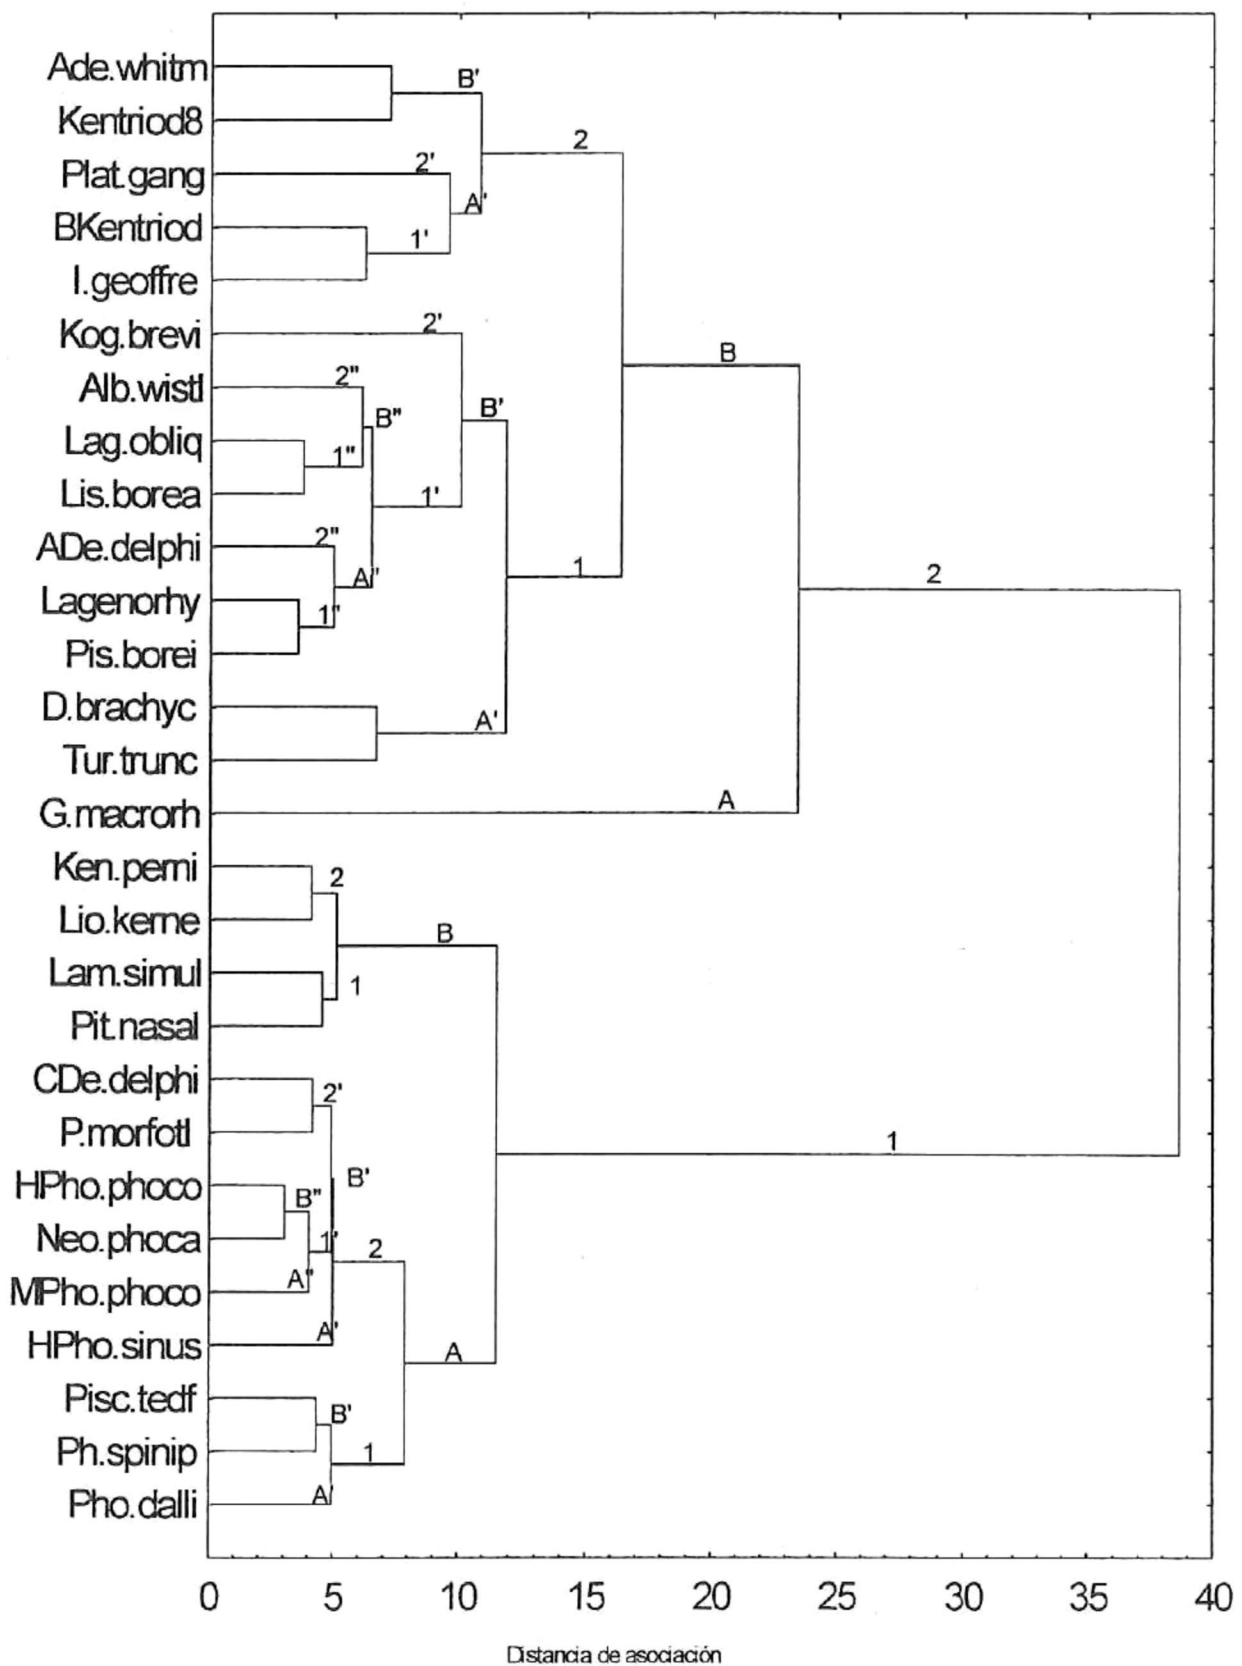 Ade.whitm
B'
Kentriod8
2
Plat.gang
2'
A'
BKentriod
1'
I.geoffre
Kog.brevi
2'
B
Alb.wistl
2"
B"
B'
Lag.obliq
1"
Lis.borea
1'
ADe.delphi
2"
A"
1
2
Lagenorhy
1"
Pis.borei
D.brachyc
A'
Tur.trunc
G.macrorh
A
Ken.perni
2
Lio.kerne
B
Lam.simul
1
Pit.nasal
CDe.delphi
2'
P.morfotl
1
HPho.phoco
B"
B'
Neo.phoca
1'
2
MPho.phoco
A"
HPho.sinus
A'
A
Pisc.tedf
B'
Ph.spinip
1
Pho.dalli
A'
0 5 10 15 20 25 30 35 40
Distancia de asociación